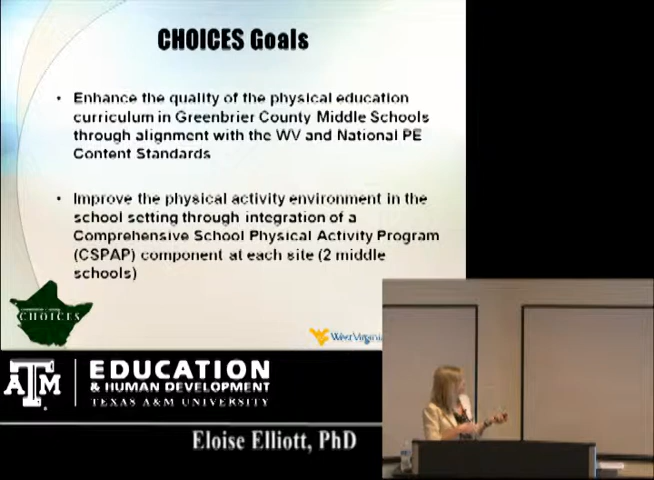 CHOICES Goals
• Enhance the quality of the physical education
curriculum in Greenbrier County Middle Schools
through alignment with the WV and National PE
Content Standards
• Improve the physical activity environment in the
school setting through integration of a
Comprehensive School Physical Activity Program
(CSPAP) component at each site (2 middle
schools)
CHOICES
West Virginia
ATM
EDUCATION
& HUMAN DEVELOPMENT
TEXAS A&M UNIVERSITY
Eloise Elliott, PhD